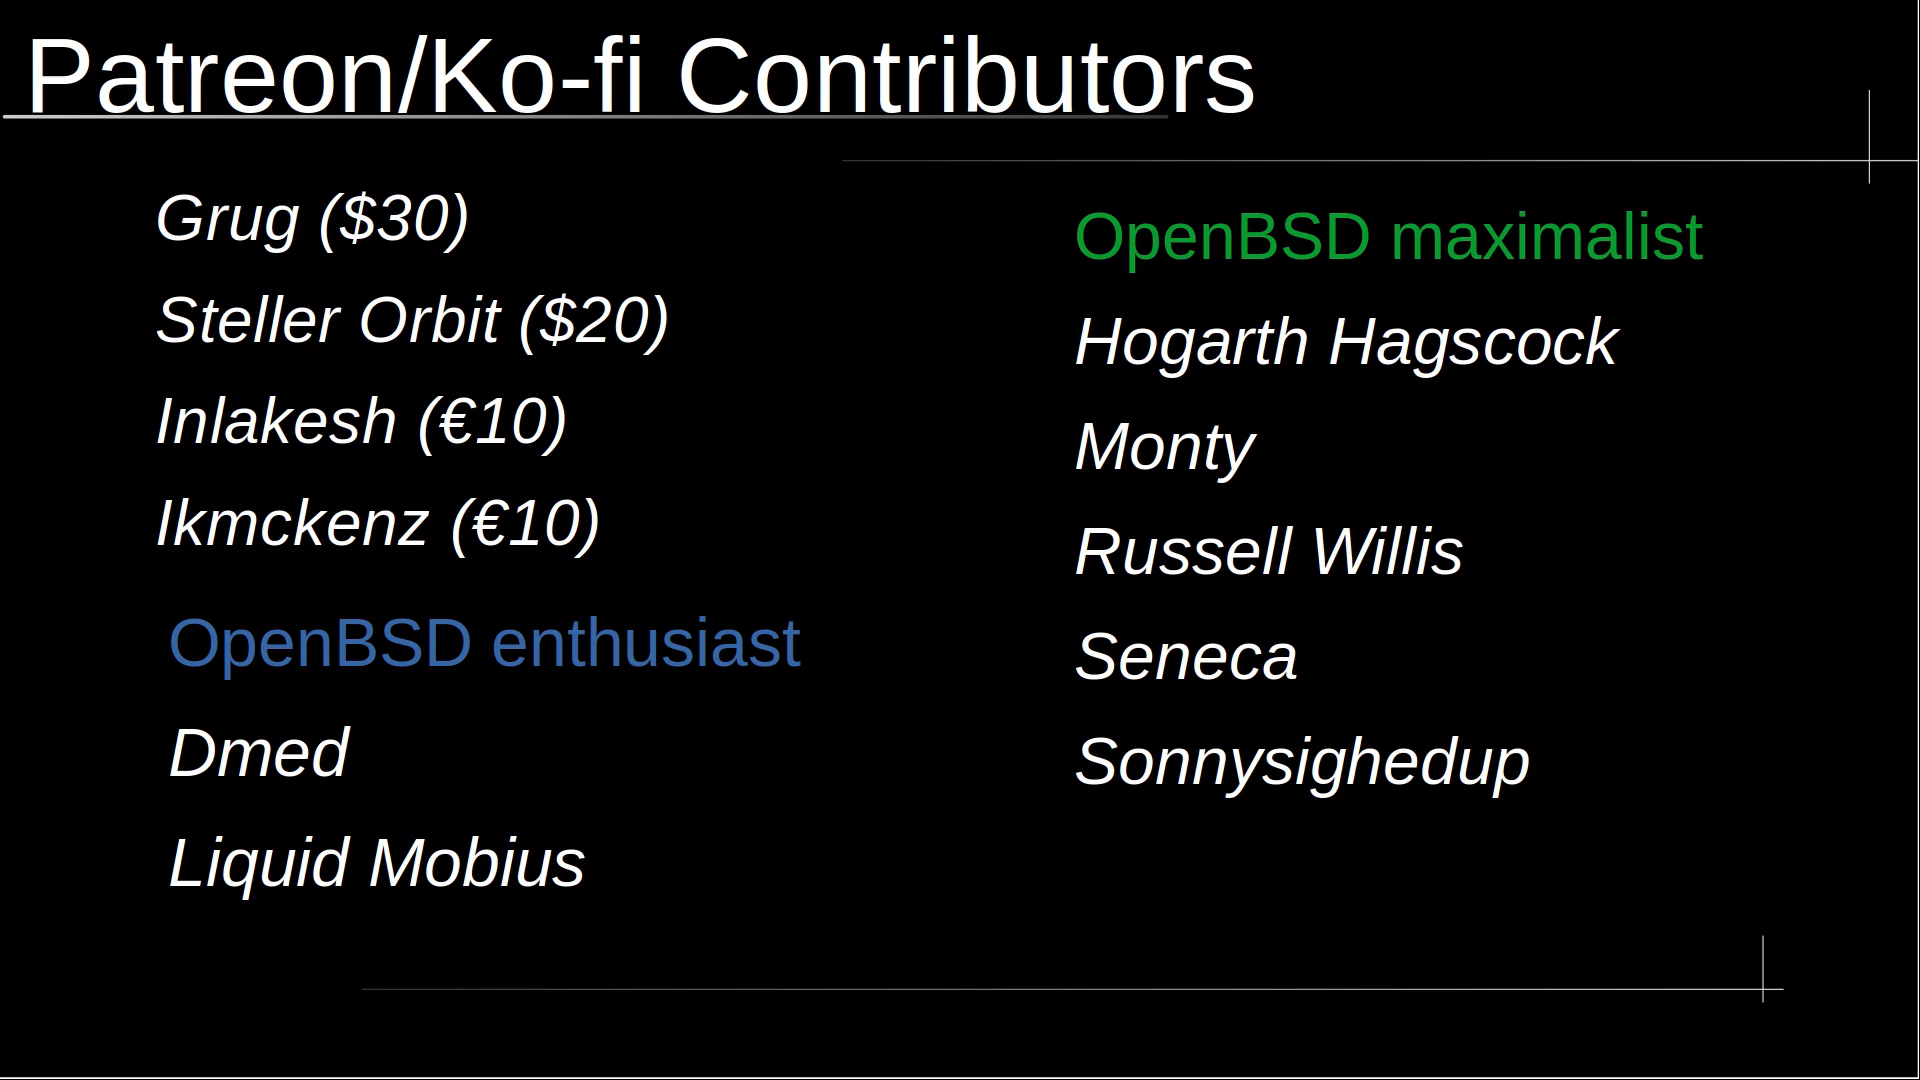 Patreon/Ko-fi Contributors
Grug ($30)
Steller Orbit ($20)
Inlakesh (€10)
Ikmckenz (€10)
OpenBSD enthusiast
Dmed
Liquid Mobius
OpenBSD maximalist
Hogarth Hagscock
Monty
Russell Willis
Seneca
Sonnysighedup